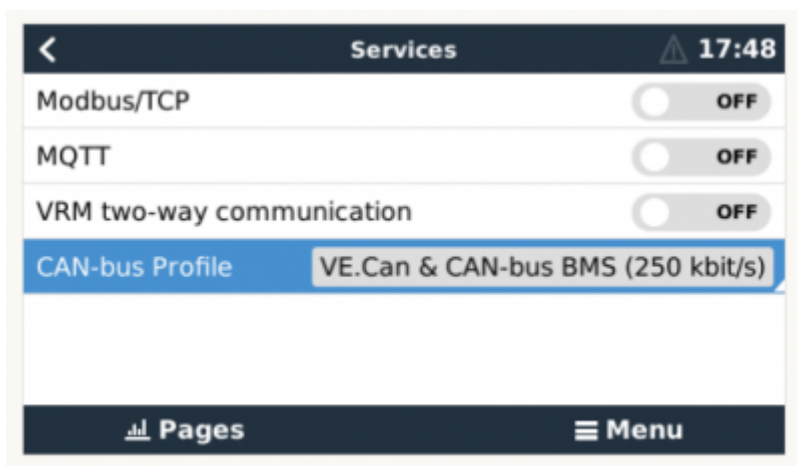 Services 17:48
Modbus/TCP OFF
MQTT OFF
VRM two-way communication OFF
CAN-bus Profile VE.Can & CAN-bus BMS (250 kbit/s)
Pages Menu